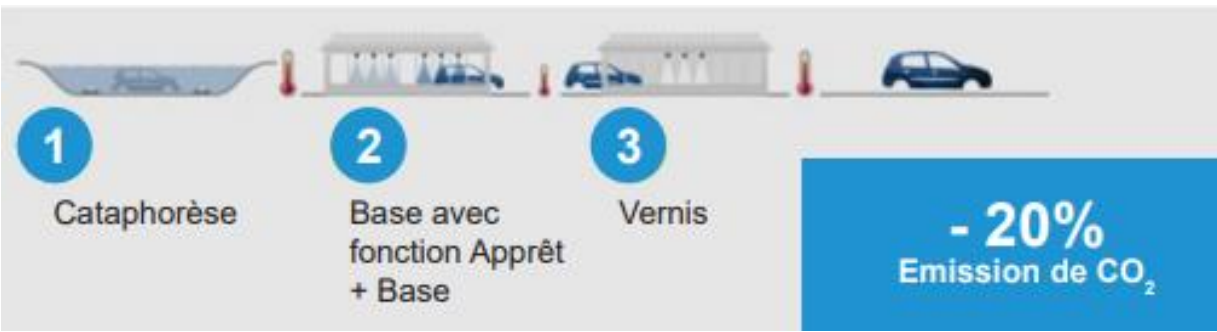 1
Cataphorèse
2
Base avec
fonction Apprêt
+ Base
3
Vernis
- 20%
Emission de CO₂